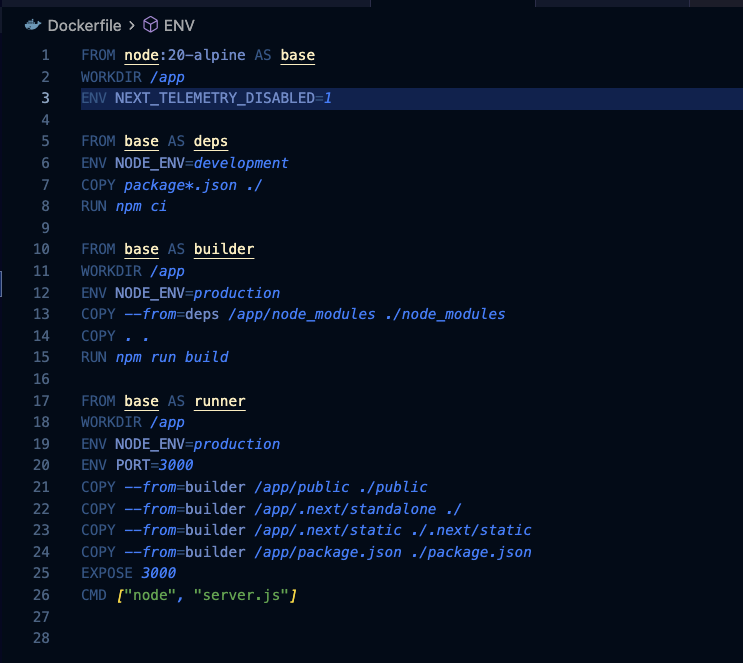 Dockerfile > ENV
1 FROM node:20-alpine AS base
2 WORKDIR /app
3 ENV NEXT_TELEMETRY_DISABLED=1
4
5 FROM base AS deps
6 ENV NODE_ENV=development
7 COPY package*.json ./
8 RUN npm ci
9
10 FROM base AS builder
11 WORKDIR /app
12 ENV NODE_ENV=production
13 COPY --from=deps /app/node_modules ./node_modules
14 COPY . .
15 RUN npm run build
16
17 FROM base AS runner
18 WORKDIR /app
19 ENV NODE_ENV=production
20 ENV PORT=3000
21 COPY --from=builder /app/public ./public
22 COPY --from=builder /app/.next/standalone ./
23 COPY --from=builder /app/.next/static ./.next/static
24 COPY --from=builder /app/package.json ./package.json
25 EXPOSE 3000
26 CMD ["node", "server.js"]
27
28